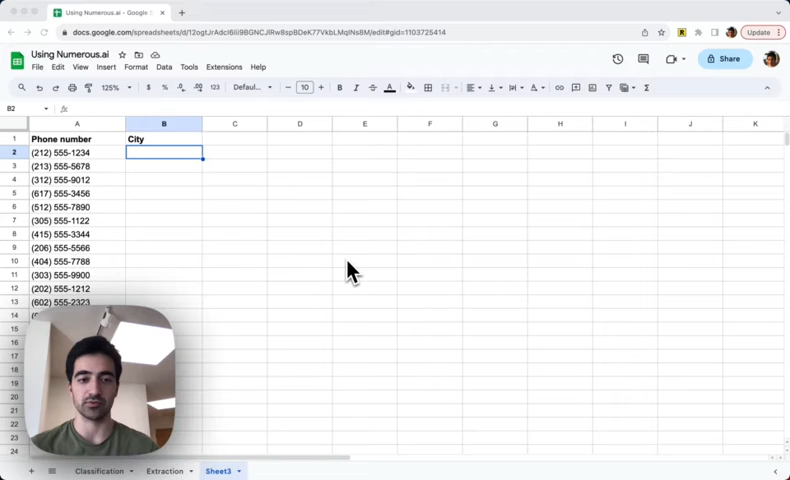 Using Numerous.ai - Google S
docs.google.com/spreadsheets/d/12ogtJrAdcI6Iii9BGNCJIRw8spBDeK77VkbLMqINs8M/edit#gid=1103725414
Update
Using Numerous.ai
File Edit View Insert Format Data Tools Extensions Help
Share
125% $ % .0 .00 123 Defaul... 10 B I A
B2 fx
A B C D E F G H I J K
1 Phone number City
2 (212) 555-1234
3 (213) 555-5678
4 (312) 555-9012
5 (617) 555-3456
6 (512) 555-7890
7 (305) 555-1122
8 (415) 555-3344
9 (206) 555-5566
10 (404) 555-7788
11 (303) 555-9900
12 (202) 555-1212
13 (602) 555-2323
14
15
16
17
18
19
20
21
22
23
24
Classification Extraction Sheet3